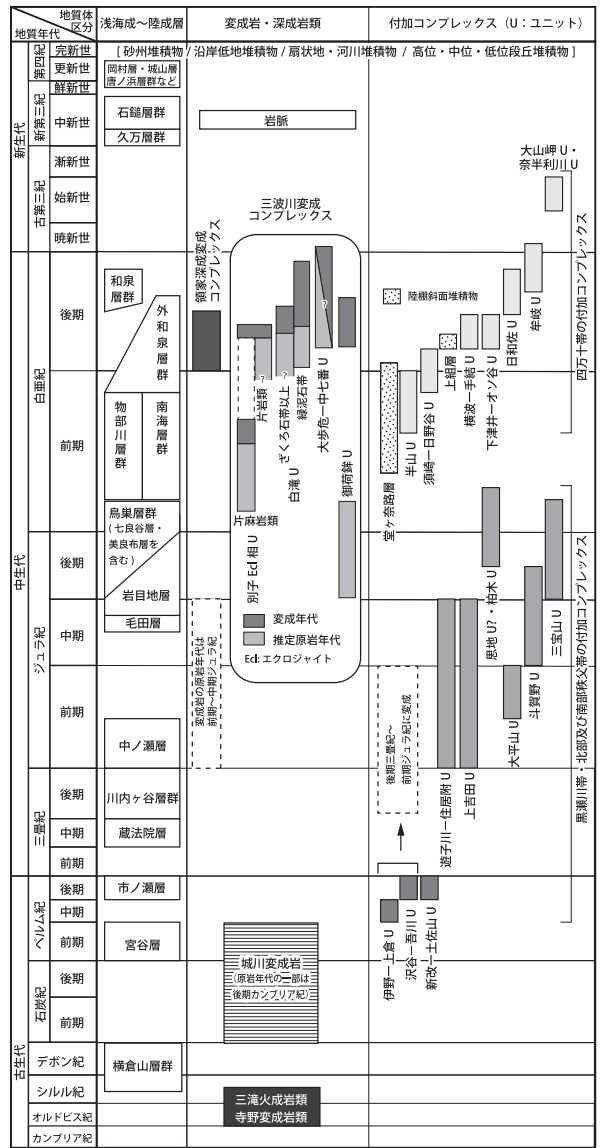 地質体
区分
地質年代
浅海成～陸成層
変成岩・深成岩類
付加コンプレックス（U：ユニット）
新生代
第四紀
完新世
更新世
新第三紀
鮮新世
中新世
古第三紀
漸新世
始新世
暁新世
中生代
白亜紀
後期
前期
ジュラ紀
後期
中期
前期
三畳紀
後期
中期
前期
古生代
ペルム紀
後期
中期
前期
石炭紀
後期
前期
デボン紀
シルル紀
オルドビス紀
カンブリア紀
[ 砂州堆積物 / 沿岸低地堆積物 / 扇状地・河川堆積物 / 高位・中位・低位段丘堆積物 ]
岡村層・城山層
唐ノ浜層群など
石鎚層群
久万層群
和泉
層群
外和泉層群
物部川層群
南海層群
鳥巣層群
( 七良谷層・
美良布層を
含む )
岩目地層
毛田層
中ノ瀬層
川内ヶ谷層群
蔵法院層
市ノ瀬層
宮谷層
横倉山層群
岩脈
三波川変成
コンプレックス
領家深成変成
コンプレックス
片岩類
?
片麻岩類
別子 Ecl 相 U
ざくろ石帯以上
?
緑泥石帯
白滝 U
?
大歩危ー中七番 U
御荷鉾 U
変成年代
推定原岩年代
Ecl: エクロジャイト
変成岩の原岩年代は
前期～中期ジュラ紀
城川変成岩
(原岩年代の一部は
後期カンブリア紀)
三滝火成岩類
寺野変成岩類
陸棚斜面堆積物
堂ヶ奈路層
半山 U
須崎ー日野谷 U
上組層
横波ー手結 U
下津井ーオソ谷 U
日和佐 U
牟岐 U
大山岬 U・
奈半利川 U
四万十帯の付加コンプレックス
後期三畳紀～
前期ジュラ紀に変成
伊野ー上倉 U
沢谷ー吾川 U
新改ー土佐山 U
遊子川ー住居附 U
上吉田 U
思地 U?・柏木 U
大平山 U
斗賀野 U
三宝山 U
黒瀬川帯・北部及び南部秩父帯の付加コンプレックス